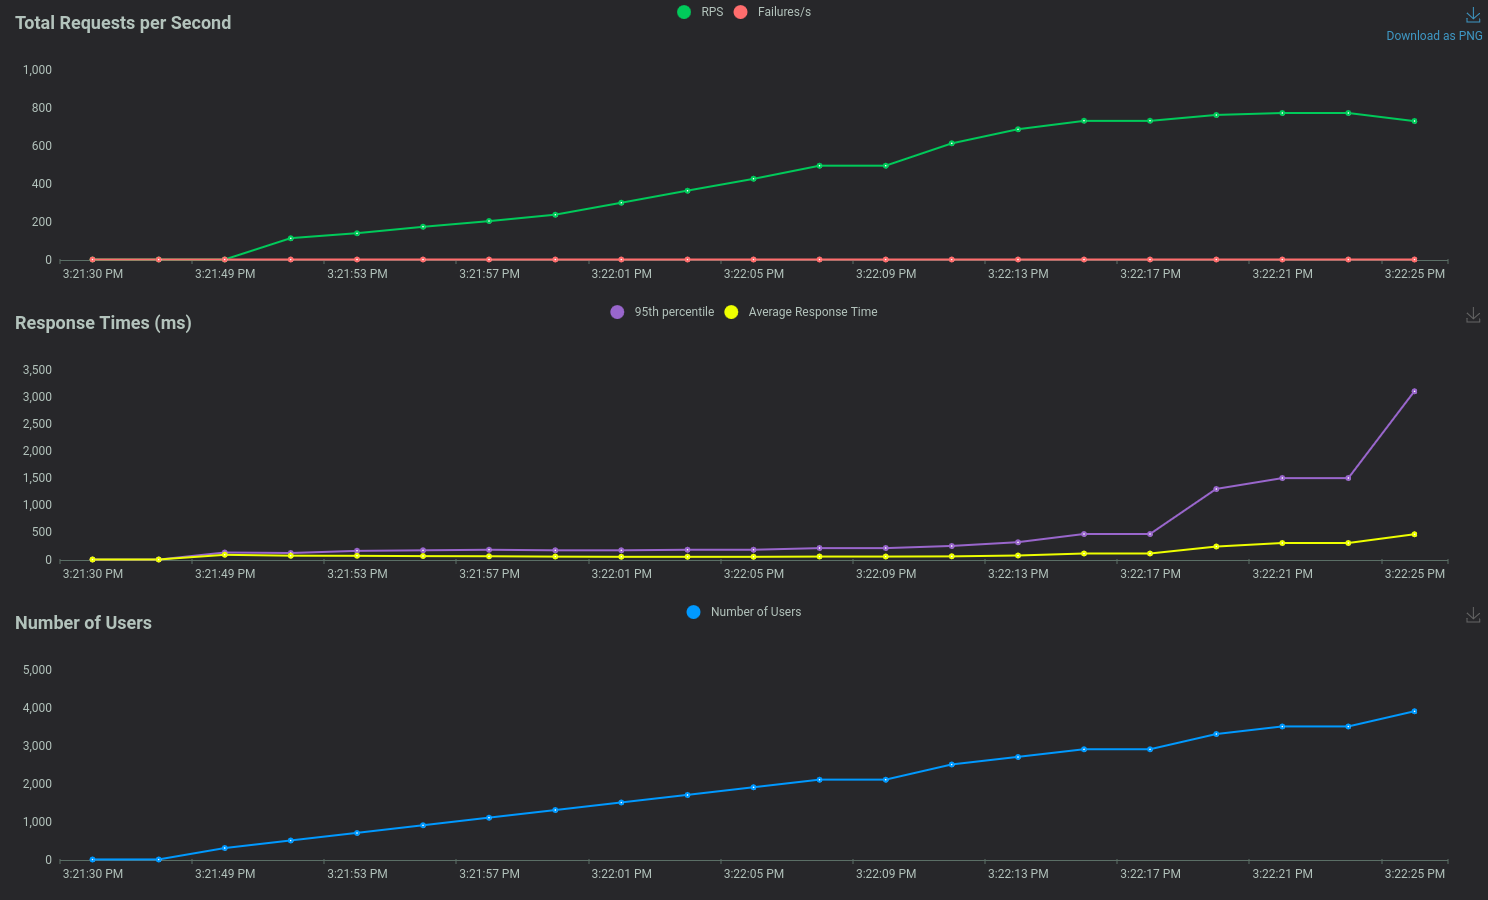 Total Requests per Second
RPS Failures/s
Download as PNG
1,000
800
600
400
200
0
3:21:30 PM 3:21:49 PM 3:21:53 PM 3:21:57 PM 3:22:01 PM 3:22:05 PM 3:22:09 PM 3:22:13 PM 3:22:17 PM 3:22:21 PM 3:22:25 PM
Response Times (ms)
95th percentile Average Response Time
3,500
3,000
2,500
2,000
1,500
1,000
500
0
3:21:30 PM 3:21:49 PM 3:21:53 PM 3:21:57 PM 3:22:01 PM 3:22:05 PM 3:22:09 PM 3:22:13 PM 3:22:17 PM 3:22:21 PM 3:22:25 PM
Number of Users
Number of Users
5,000
4,000
3,000
2,000
1,000
0
3:21:30 PM 3:21:49 PM 3:21:53 PM 3:21:57 PM 3:22:01 PM 3:22:05 PM 3:22:09 PM 3:22:13 PM 3:22:17 PM 3:22:21 PM 3:22:25 PM